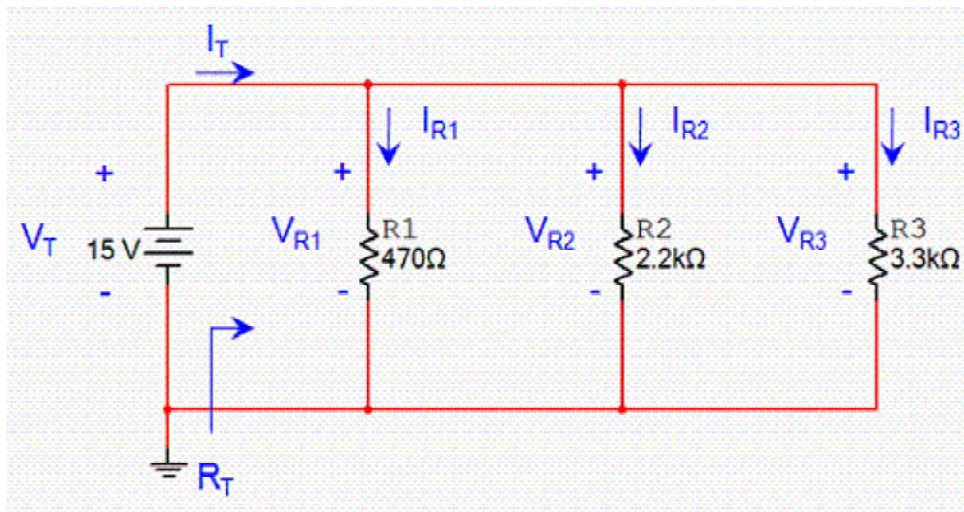 I_T
I_R1
I_R2
I_R3
+
+
+
+
V_T
15 V
V_R1
R1
470Ω
V_R2
R2
2.2kΩ
V_R3
R3
3.3kΩ
-
-
-
-
R_T